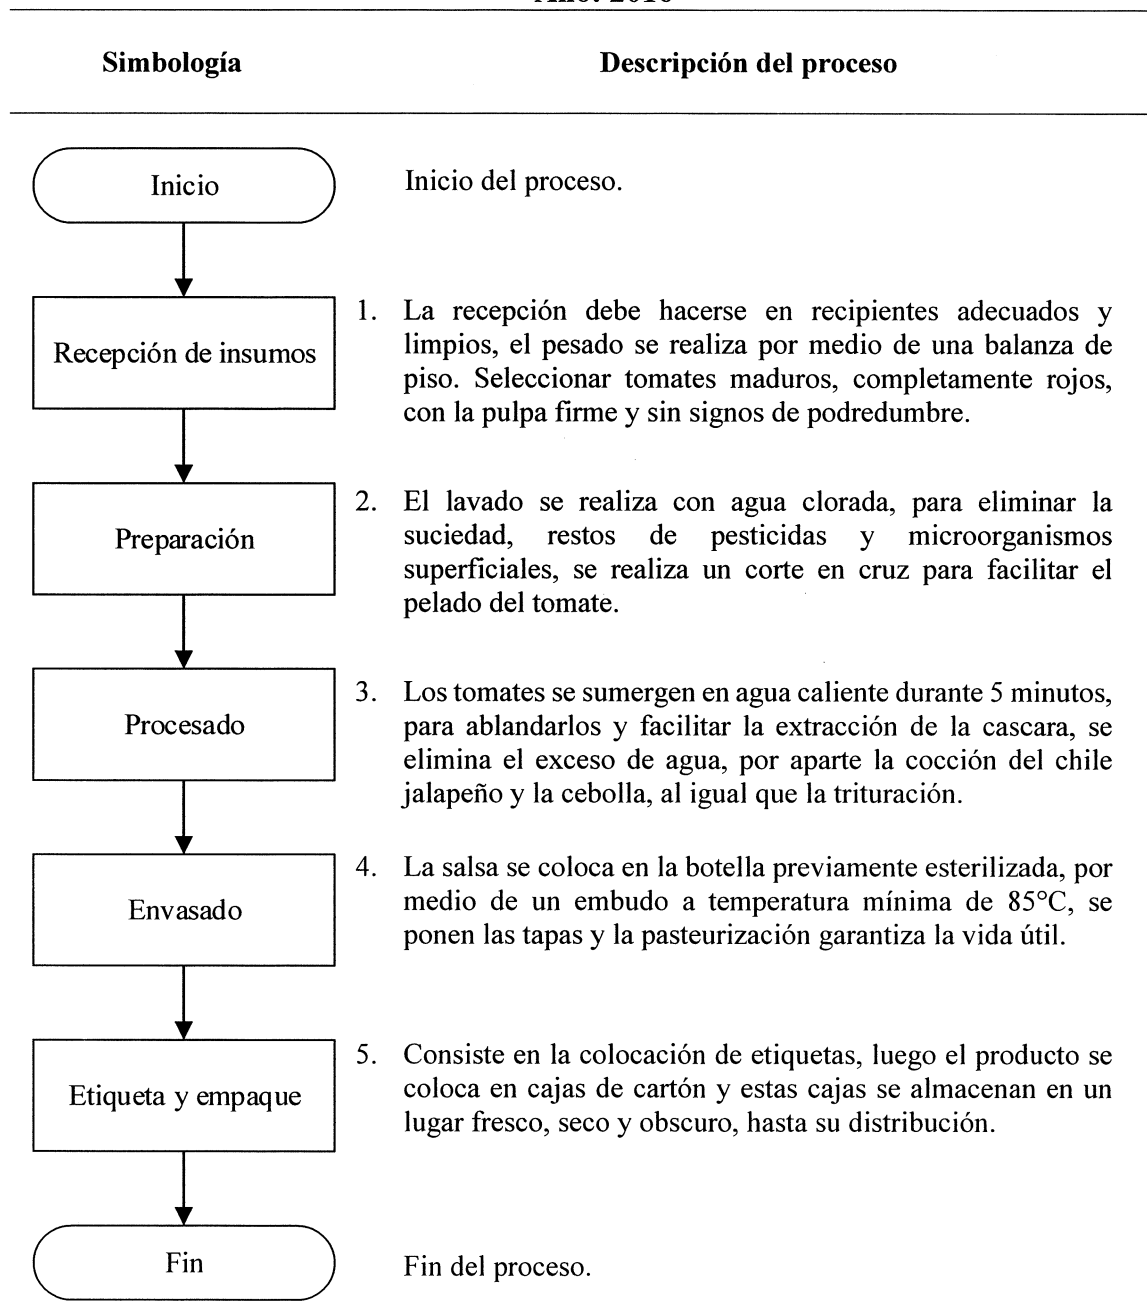 Simbología Descripción del proceso
Inicio
Inicio del proceso.
Recepción de insumos
1. La recepción debe hacerse en recipientes adecuados y
limpios, el pesado se realiza por medio de una balanza de
piso. Seleccionar tomates maduros, completamente rojos,
con la pulpa firme y sin signos de podredumbre.
Preparación
2. El lavado se realiza con agua clorada, para eliminar la
suciedad, restos de pesticidas y microorganismos
superficiales, se realiza un corte en cruz para facilitar el
pelado del tomate.
Procesado
3. Los tomates se sumergen en agua caliente durante 5 minutos,
para ablandarlos y facilitar la extracción de la cascara, se
elimina el exceso de agua, por aparte la cocción del chile
jalapeño y la cebolla, al igual que la trituración.
Envasado
4. La salsa se coloca en la botella previamente esterilizada, por
medio de un embudo a temperatura mínima de 85°C, se
ponen las tapas y la pasteurización garantiza la vida útil.
Etiqueta y empaque
5. Consiste en la colocación de etiquetas, luego el producto se
coloca en cajas de cartón y estas cajas se almacenan en un
lugar fresco, seco y obscuro, hasta su distribución.
Fin
Fin del proceso.